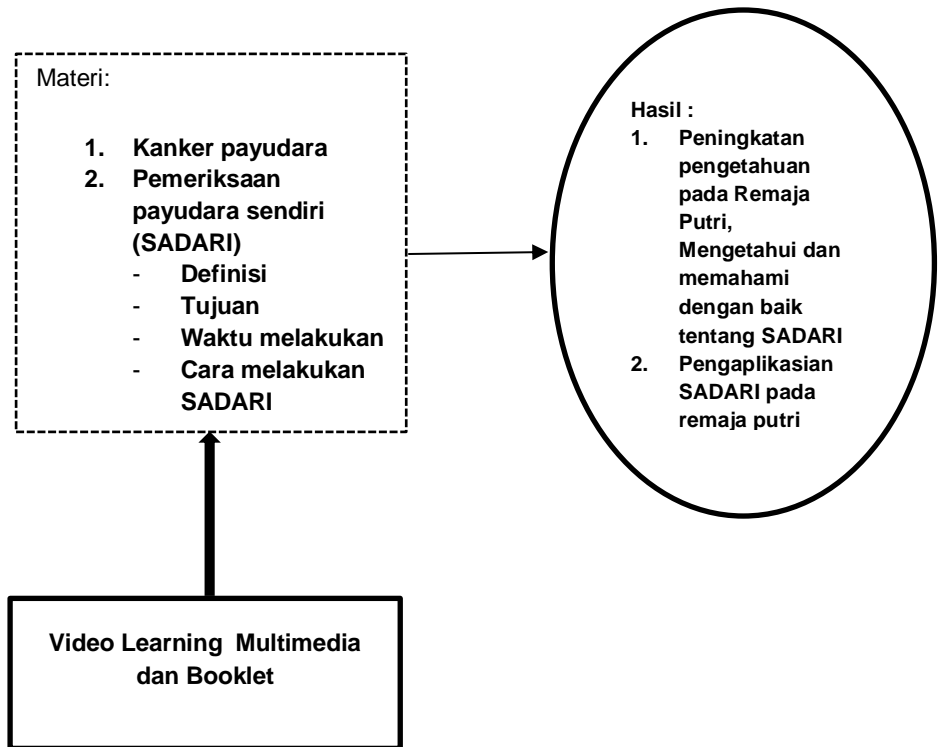 Materi:
1. Kanker payudara
2. Pemeriksaan
payudara sendiri
(SADARI)
- Definisi
- Tujuan
- Waktu melakukan
- Cara melakukan
SADARI
Hasil :
1. Peningkatan
pengetahuan
pada Remaja
Putri,
Mengetahui dan
memahami
dengan baik
tentang SADARI
2. Pengaplikasian
SADARI pada
remaja putri
Video Learning Multimedia
dan Booklet